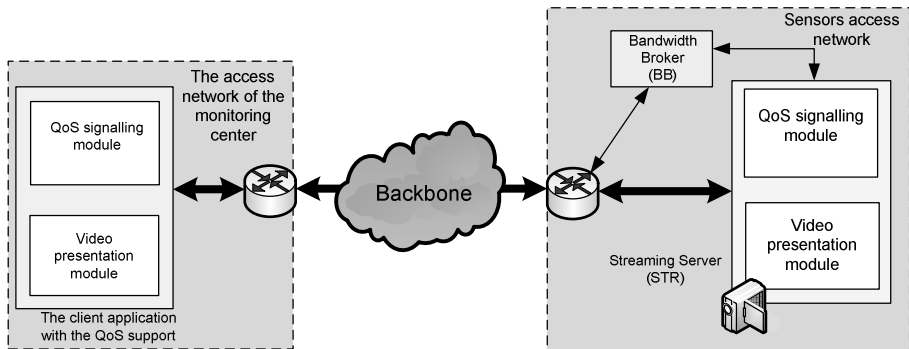 The access
network of the
monitoring
center
QoS signalling
module
Video
presentation
module
The client application
with the QoS support
Backbone
Sensors access
network
Bandwidth
Broker
(BB)
QoS signalling
module
Video
presentation
module
Streaming Server
(STR)